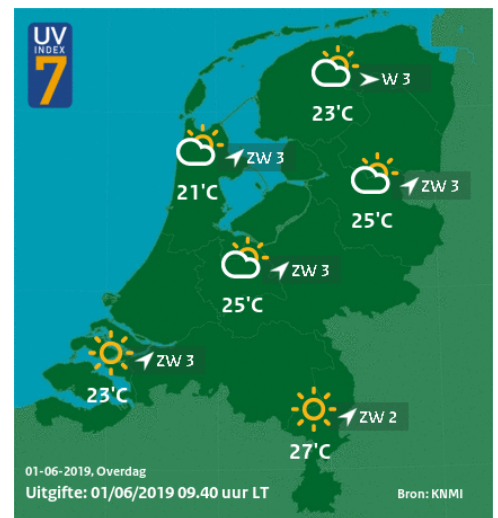 UV
INDEX
7
W 3
23°C
ZW 3
21°C
ZW 3
25°C
ZW 3
25°C
ZW 3
23°C
ZW 2
27°C
01-06-2019, Overdag
Uitgifte: 01/06/2019 09.40 uur LT
Bron: KNMI